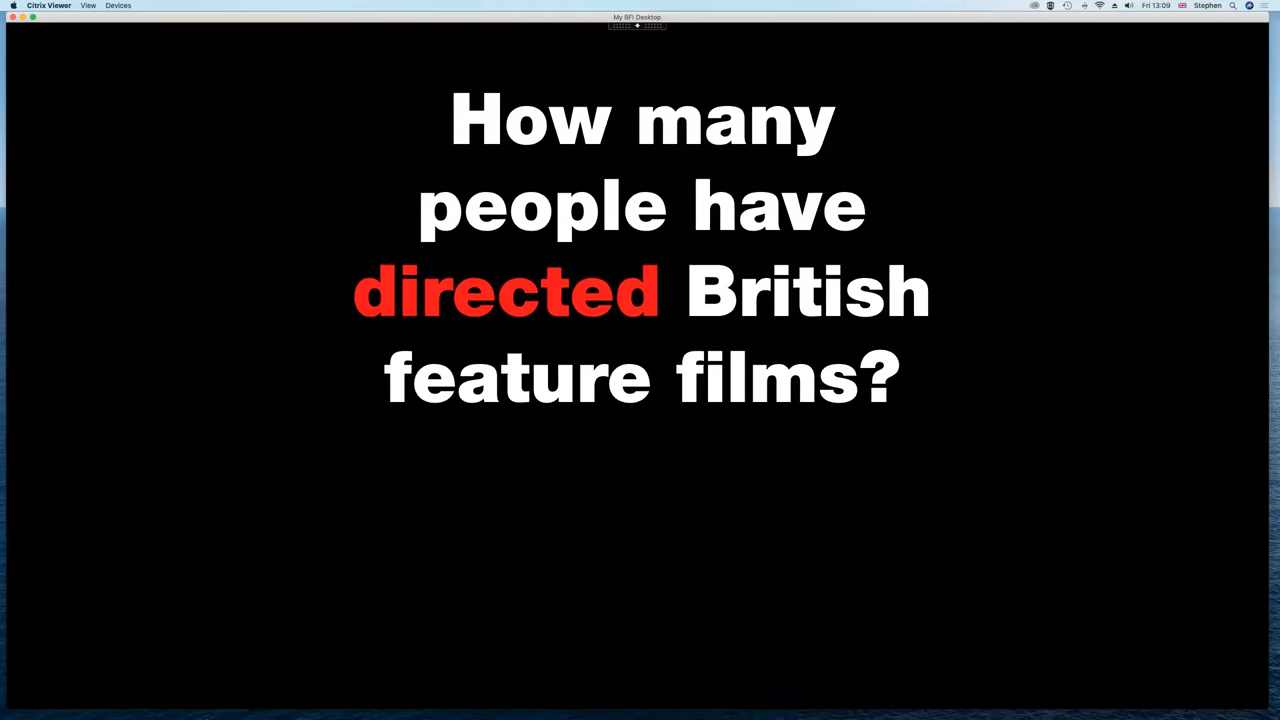 Citrix Viewer View Devices Fri 13:09 Stephen
My BFI Desktop
How many
people have
directed British
feature films?